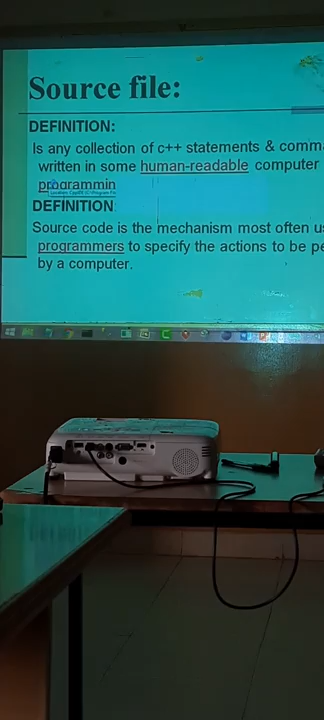 Source file:
DEFINITION:
Is any collection of c++ statements & comma
written in some human-readable computer
programmin
DEFINITION
Source code is the mechanism most often us
programmers to specify the actions to be pe
by a computer.